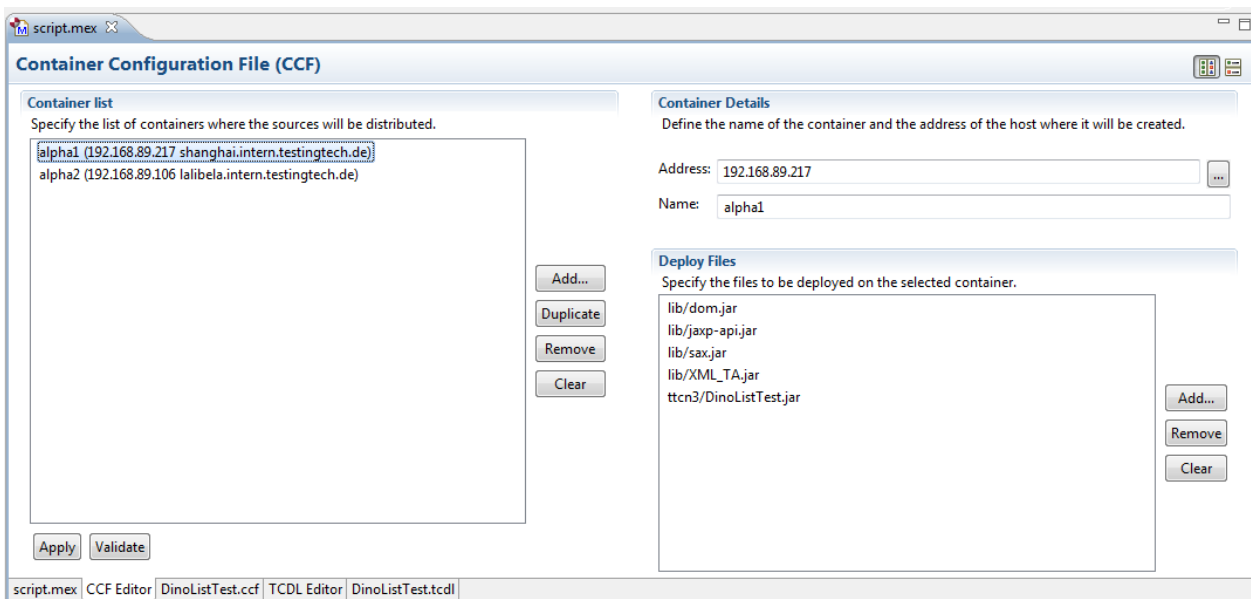 script.mex
Container Configuration File (CCF)
Container list
Specify the list of containers where the sources will be distributed.
alpha1 (192.168.89.217 shanghai.intern.testingtech.de)
alpha2 (192.168.89.106 lalibela.intern.testingtech.de)
Add...
Duplicate
Remove
Clear
Apply Validate
Container Details
Define the name of the container and the address of the host where it will be created.
Address: 192.168.89.217 ...
Name: alpha1
Deploy Files
Specify the files to be deployed on the selected container.
lib/dom.jar
lib/jaxp-api.jar
lib/sax.jar
lib/XML_TA.jar
ttcn3/DinoListTest.jar
Add...
Remove
Clear
script.mex CCF Editor DinoListTest.ccf TCDL Editor DinoListTest.tcdl